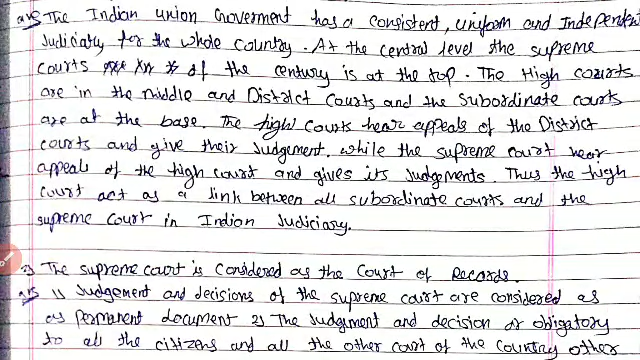 ans The Indian union Goverment has a consistent, uniform and Independen
Judiciary for the whole country. At the central level the supreme
courts of the century is at the top. The High courts
are in the middle and District courts and the subordinate courts
are at the base. The high courts hear appeals of the District
courts and give their Judgement. while the supreme court hear
appeals of the high court and gives its Judgements. Thus the high
court act as a link between all subordinate courts and the
supreme court in Indian Judiciary.
2) The supreme court is considered as the court of Records.
ans 1) Judgement and decisions of the supreme court are considered as
as permanent document 2) The Judgment and decision or obligatory
to all the citizens and all the other court of the country other